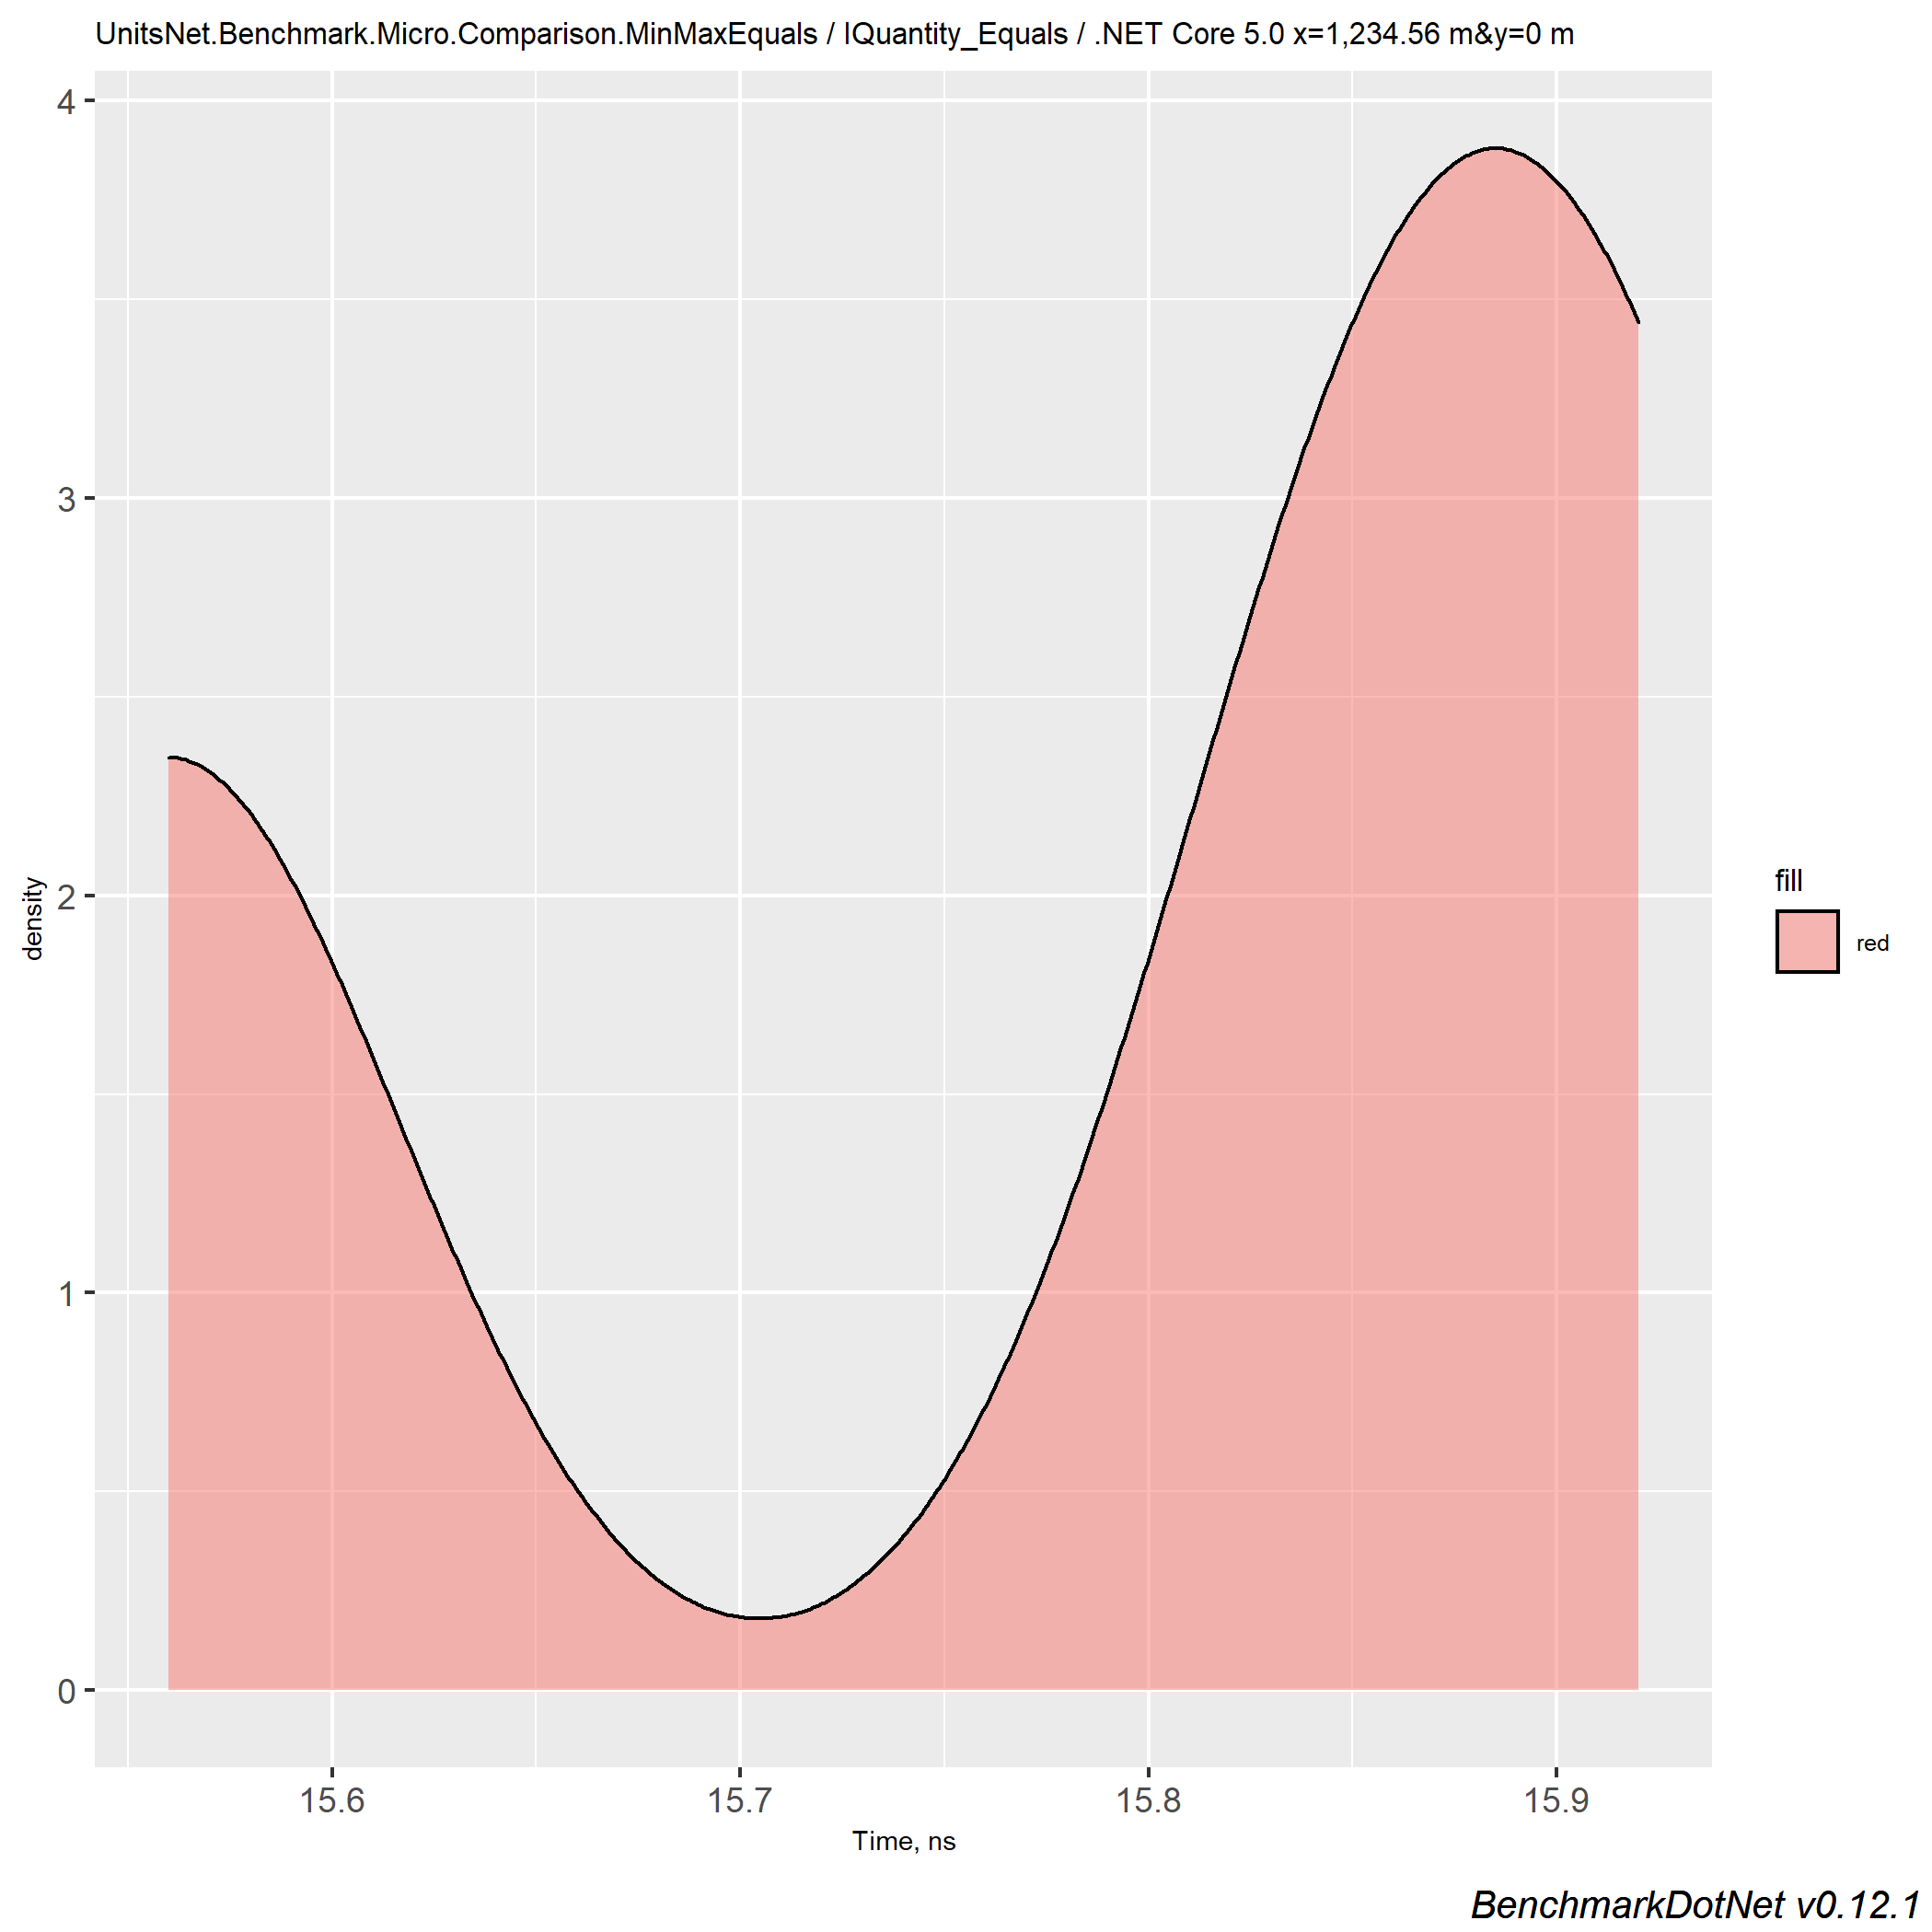 UnitsNet.Benchmark.Micro.Comparison.MinMaxEquals / IQuantity_Equals / .NET Core 5.0 x=1,234.56 m&y=0 m
4
3
2
1
0
density
15.6
15.7
15.8
15.9
Time, ns
fill
red
BenchmarkDotNet v0.12.1